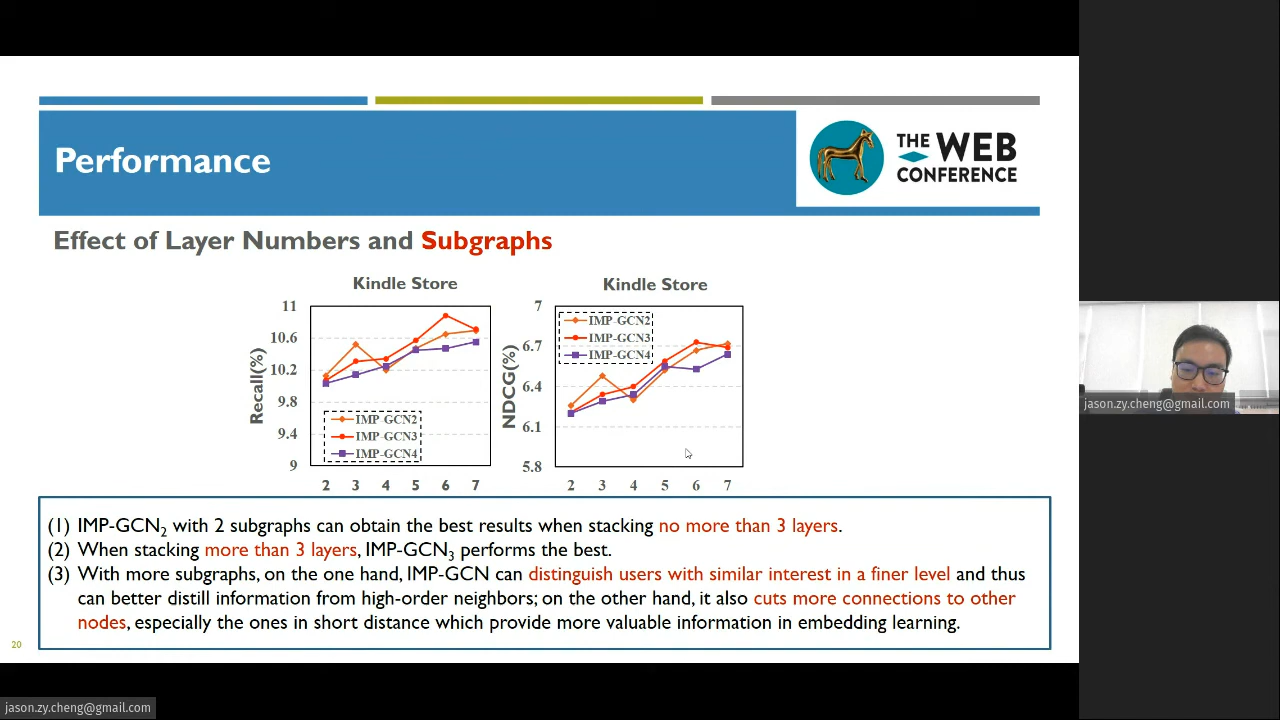 Performance
THE WEB
CONFERENCE
Effect of Layer Numbers and Subgraphs
Kindle Store
Recall(%)
11
10.6
10.2
9.8
9.4
9
IMP-GCN2
IMP-GCN3
IMP-GCN4
2 3 4 5 6 7
Kindle Store
NDCG(%)
7
6.7
6.4
6.1
5.8
IMP-GCN2
IMP-GCN3
IMP-GCN4
2 3 4 5 6 7
(1) IMP-GCN2 with 2 subgraphs can obtain the best results when stacking no more than 3 layers.
(2) When stacking more than 3 layers, IMP-GCN3 performs the best.
(3) With more subgraphs, on the one hand, IMP-GCN can distinguish users with similar interest in a finer level and thus
can better distill information from high-order neighbors; on the other hand, it also cuts more connections to other
nodes, especially the ones in short distance which provide more valuable information in embedding learning.
20
jason.zy.cheng@gmail.com
jason.zy.cheng@gmail.com